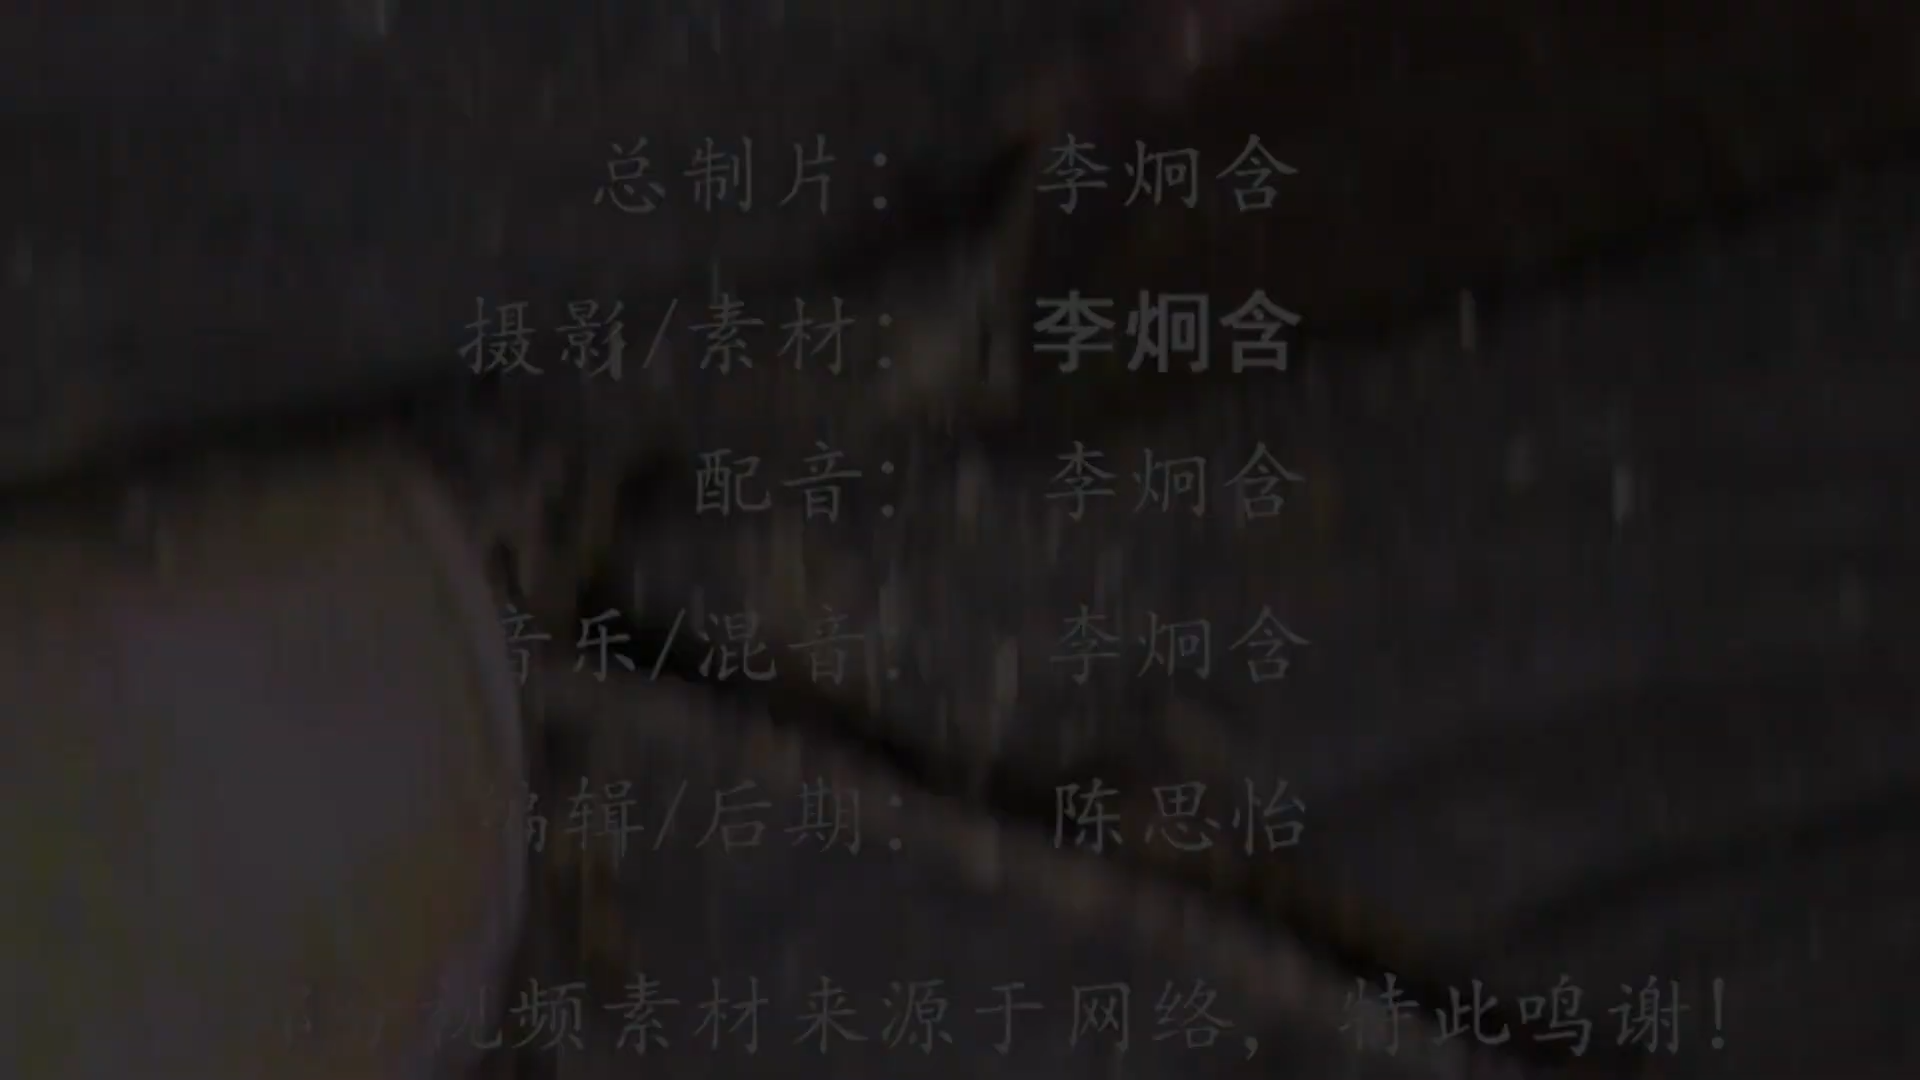 总制片： 李炯含
摄影/素材： 李炯含
配音： 李炯含
音乐/混音： 李炯含
编辑/后期： 陈思怡
视频素材来源于网络，特此鸣谢！